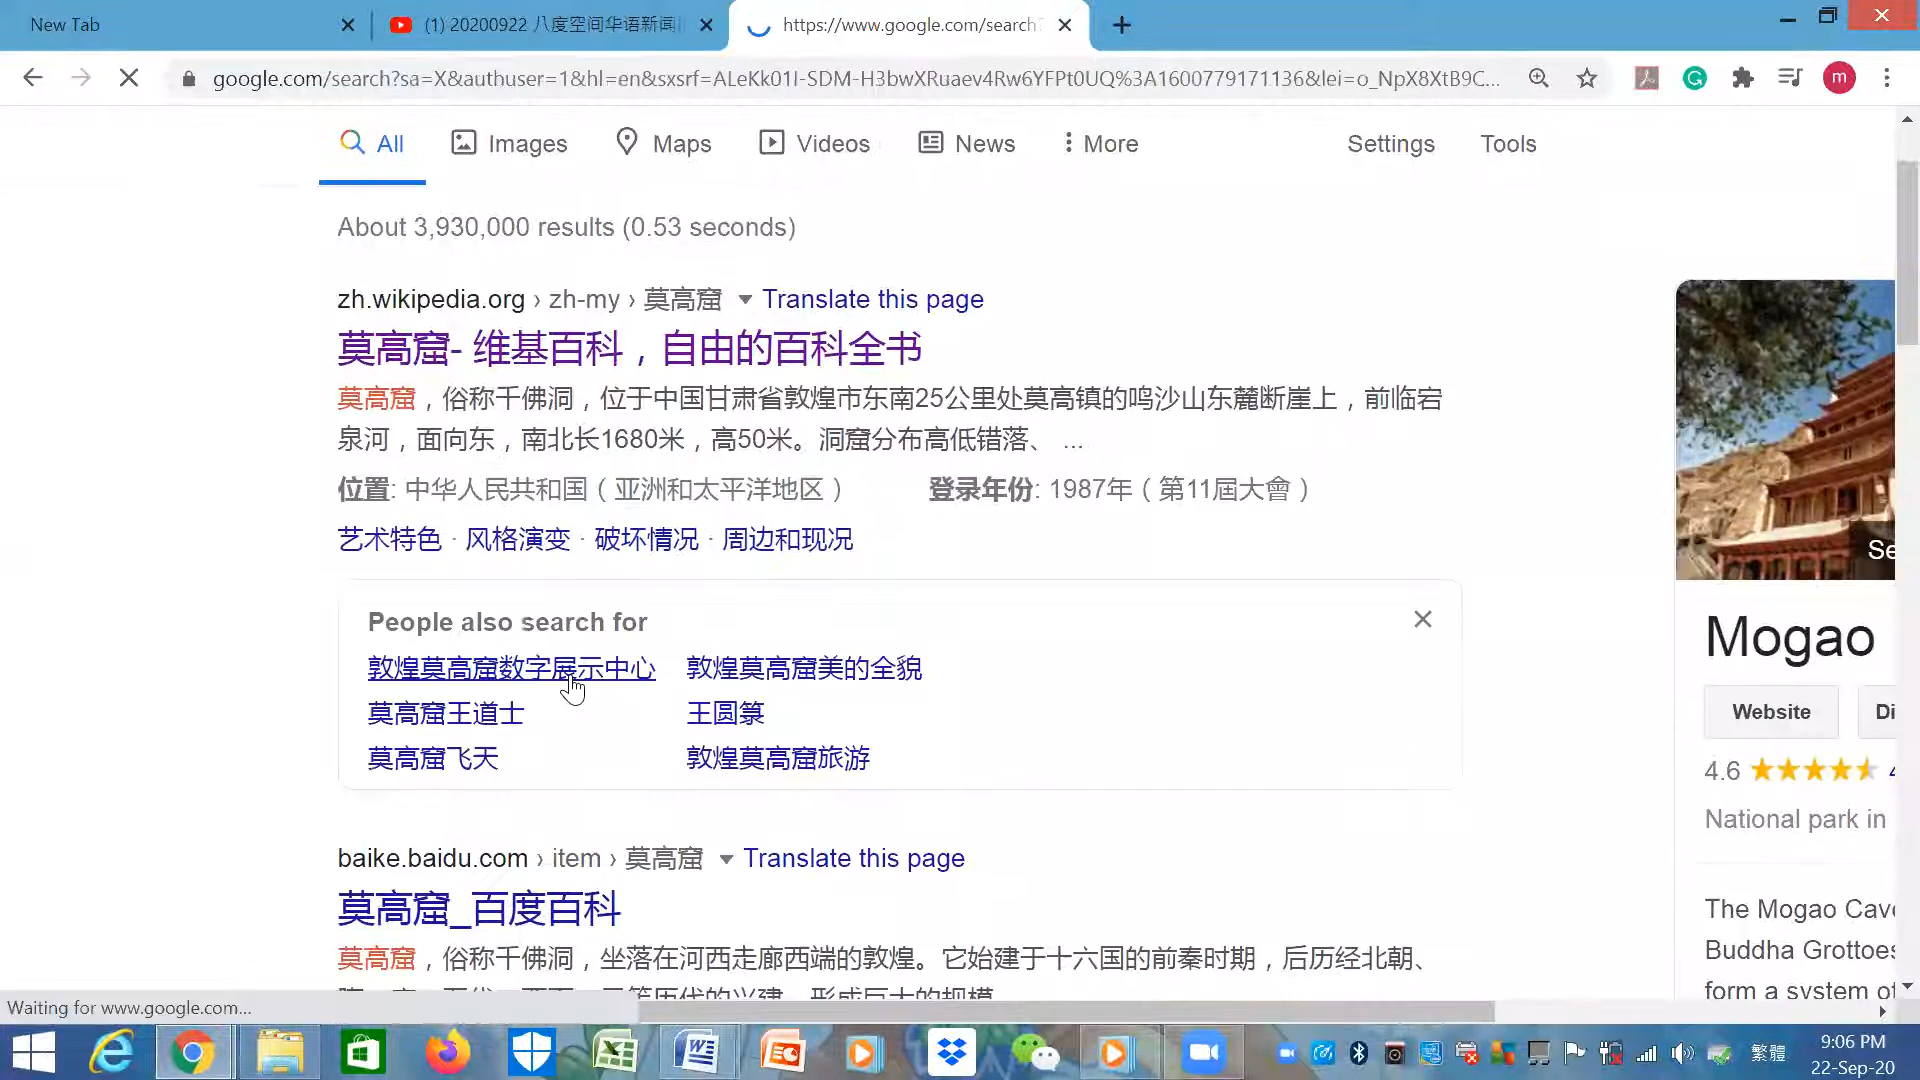 New Tab
(1) 20200922 八度空间华语新闻
https://www.google.com/search?
google.com/search?sa=X&authuser=1&hl=en&sxsrf=ALeKk01I-SDM-H3bwXRuaev4Rw6YFPt0UQ%3A1600779171136&lei=o_NpX8XtB9C...
m
All Images Maps Videos News More Settings Tools
About 3,930,000 results (0.53 seconds)
zh.wikipedia.org › zh-my › 莫高窟 Translate this page
莫高窟- 维基百科，自由的百科全书
莫高窟，俗称千佛洞，位于中国甘肃省敦煌市东南25公里处莫高镇的鸣沙山东麓断崖上，前临宕
泉河，面向东，南北长1680米，高50米。洞窟分布高低错落、 ...
位置: 中华人民共和国（亚洲和太平洋地区） 登录年份: 1987年（第11屆大會）
艺术特色 · 风格演变 · 破坏情况 · 周边和现况
People also search for
敦煌莫高窟数字展示中心 敦煌莫高窟美的全貌
莫高窟王道士 王圆箓
莫高窟飞天 敦煌莫高窟旅游
baike.baidu.com › item › 莫高窟 Translate this page
莫高窟_百度百科
莫高窟，俗称千佛洞，坐落在河西走廊西端的敦煌。它始建于十六国的前秦时期，后历经北朝、
Se
Mogao
Website Di
4.6
National park in
The Mogao Cave
Buddha Grottoes
form a system of
Waiting for www.google.com...
繁體
9:06 PM
22-Sep-20